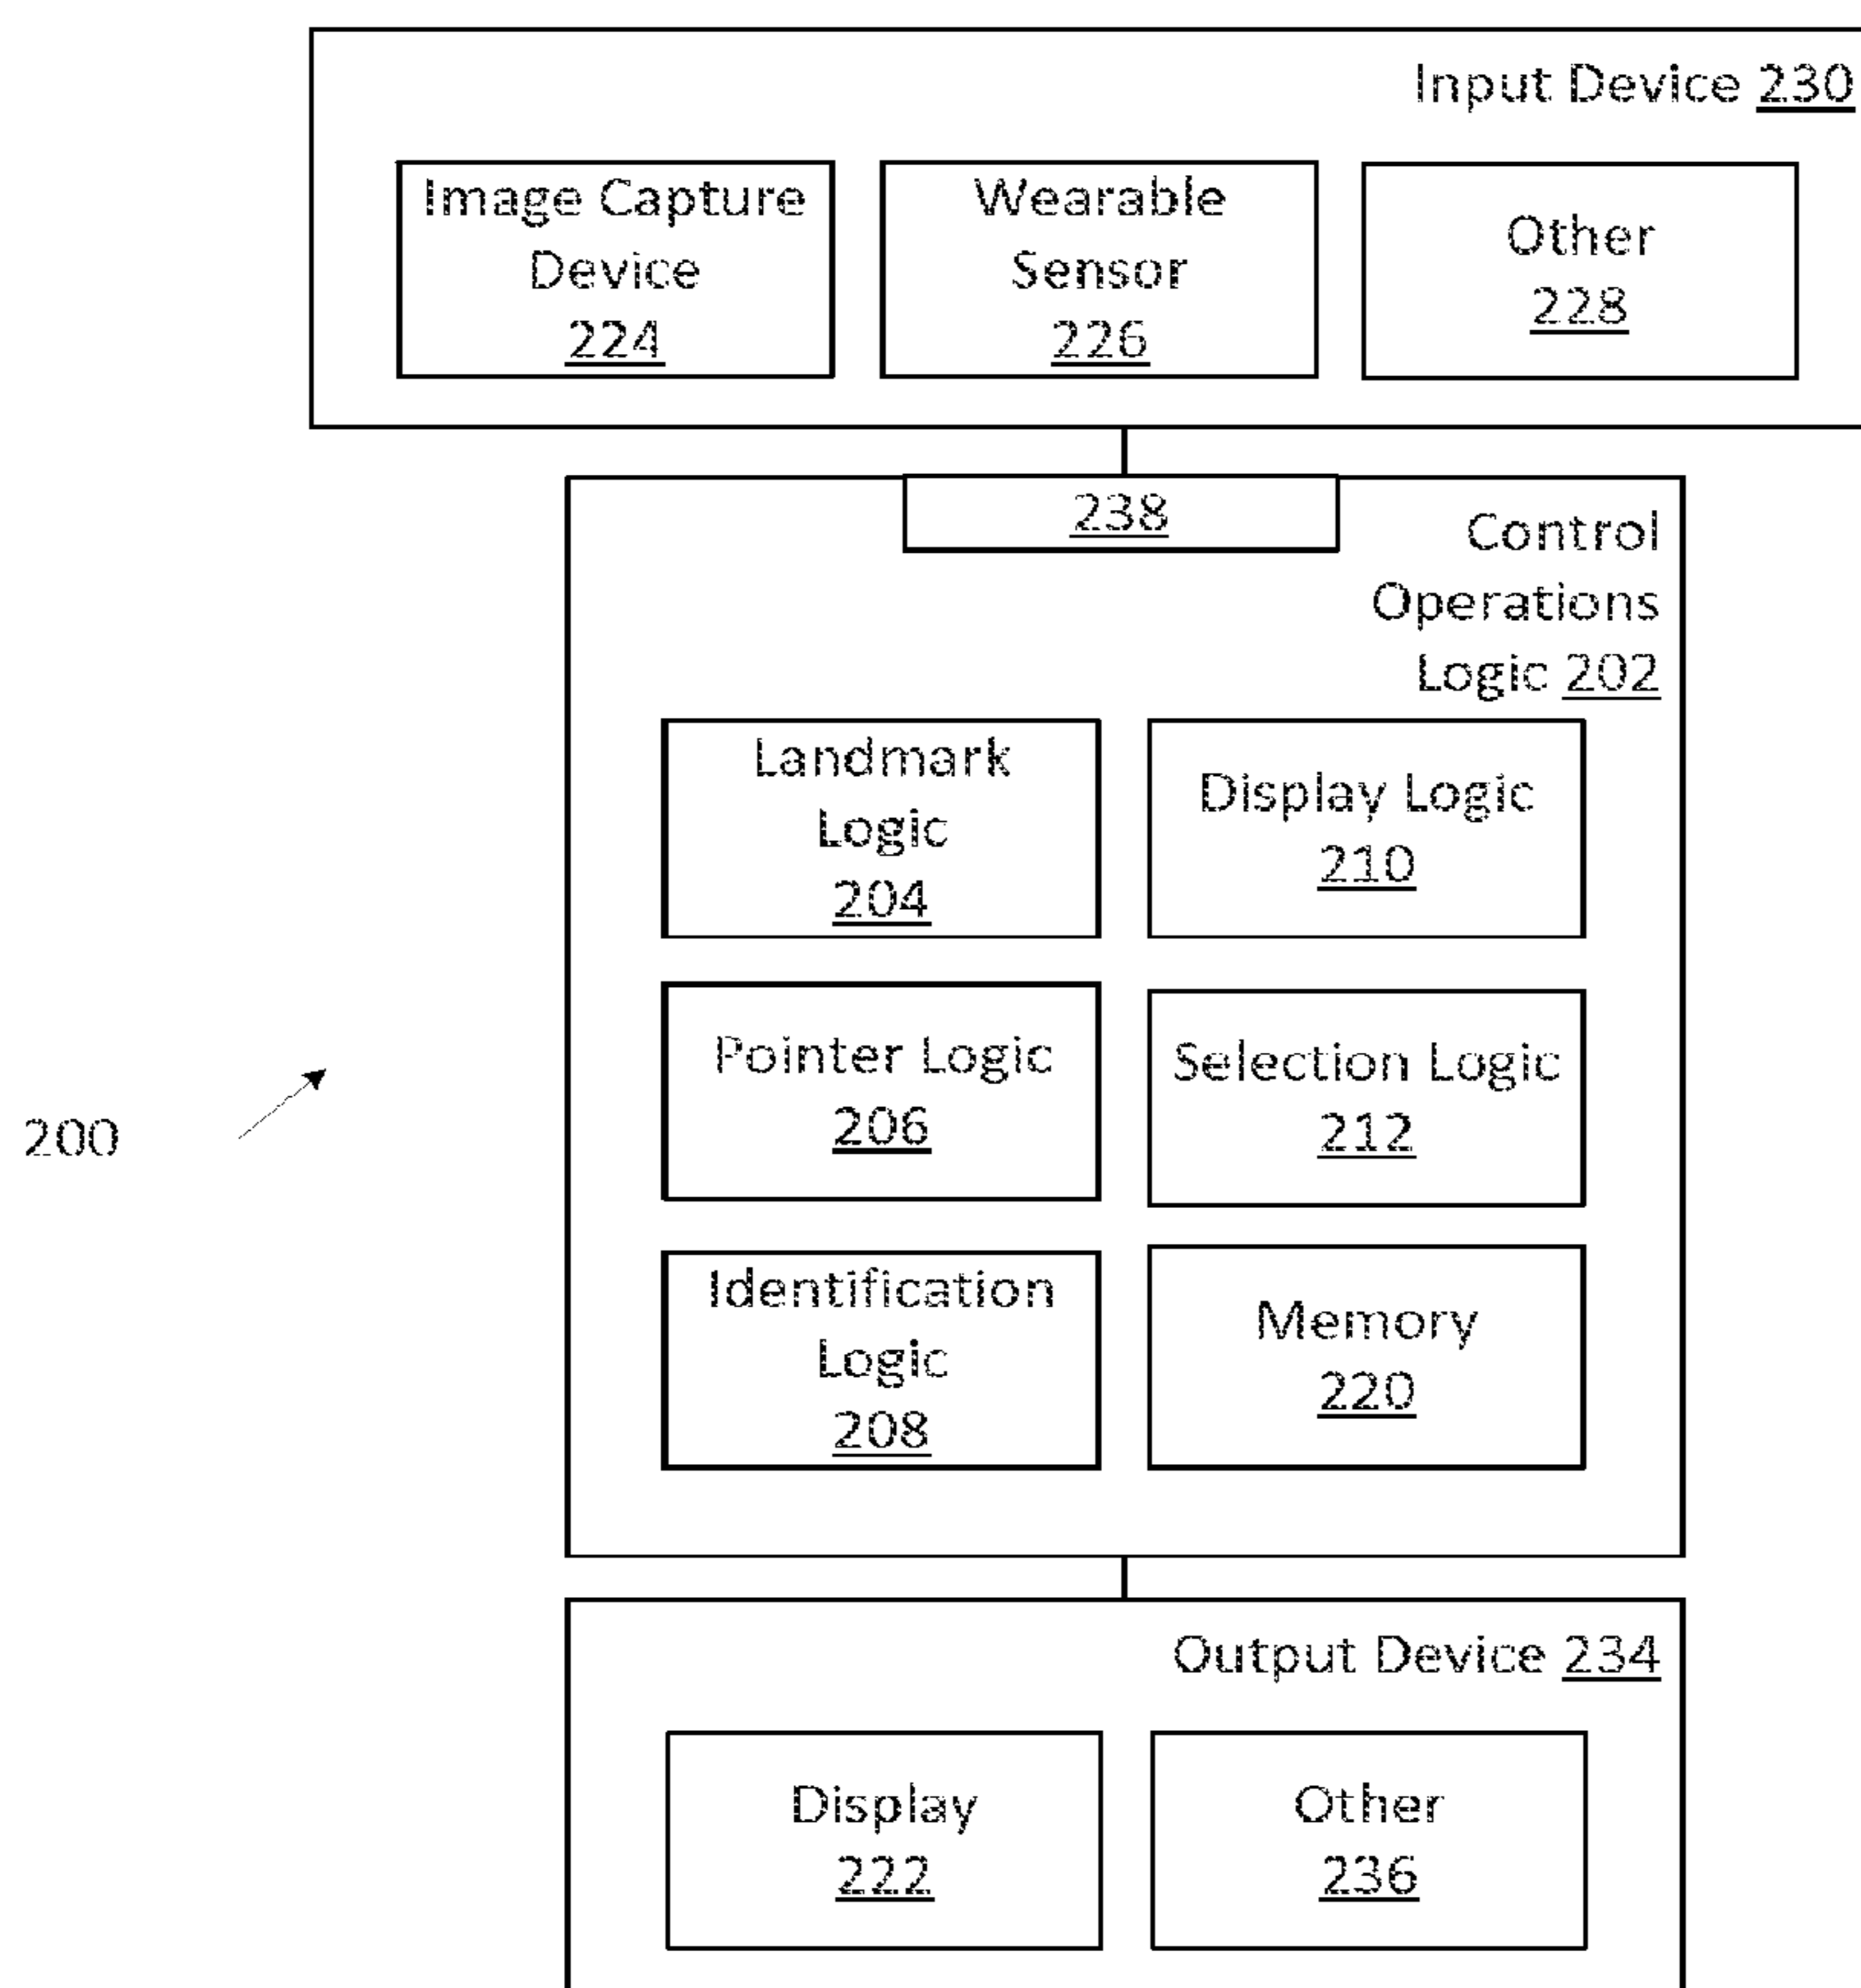 Input Device 230
Image Capture
Device
224
Wearable
Sensor
226
Other
228
238
Control
Operations
Logic 202
Landmark
Logic
204
Display Logic
210
Pointer Logic
206
Selection Logic
212
200
Identification
Logic
208
Memory
220
Output Device 234
Display
222
Other
236